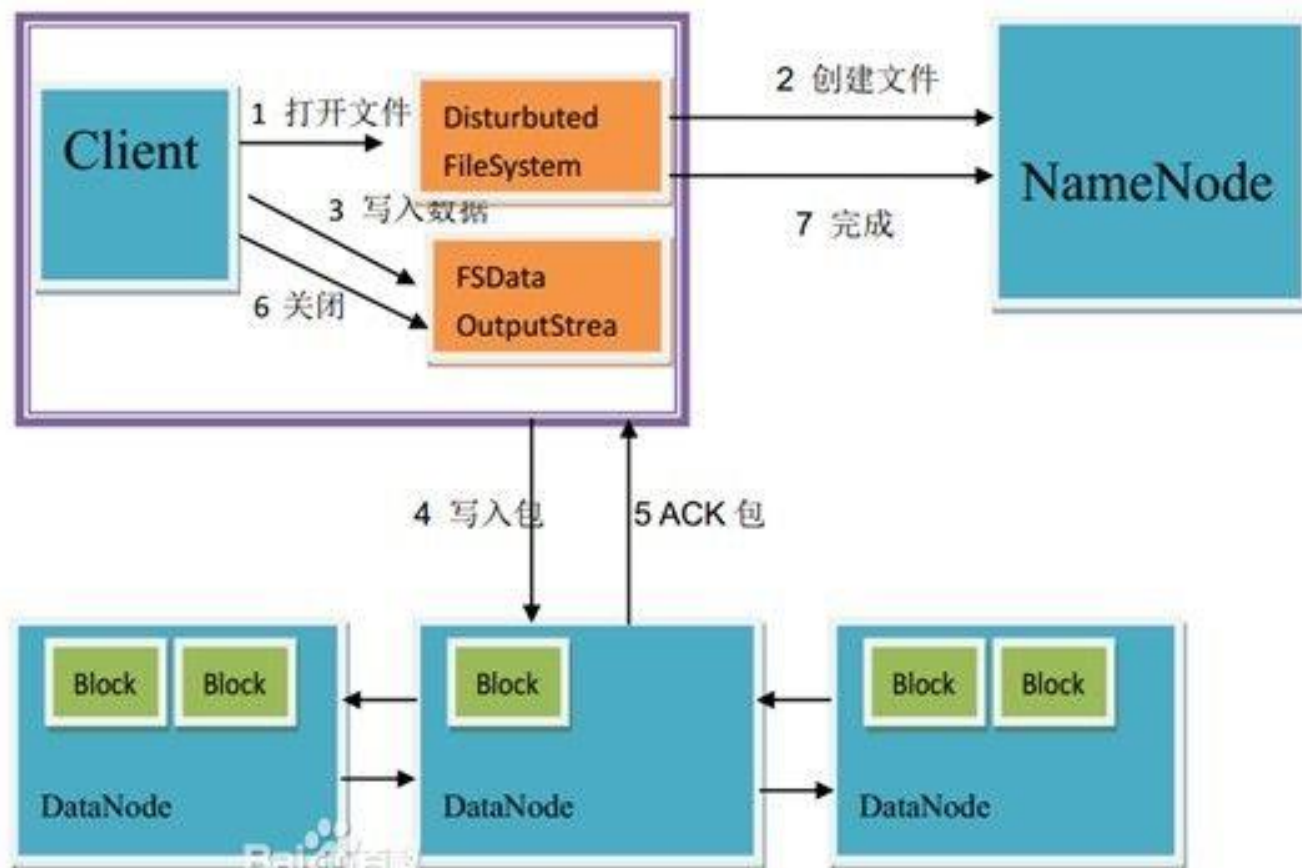 Client
1 打开文件
Disturbuted
FileSystem
2 创建文件
NameNode
3 写入数据
7 完成
FSData
OutputStrea
6 关闭
4 写入包
5 ACK 包
Block
Block
Block
Block
Block
DataNode
DataNode
DataNode